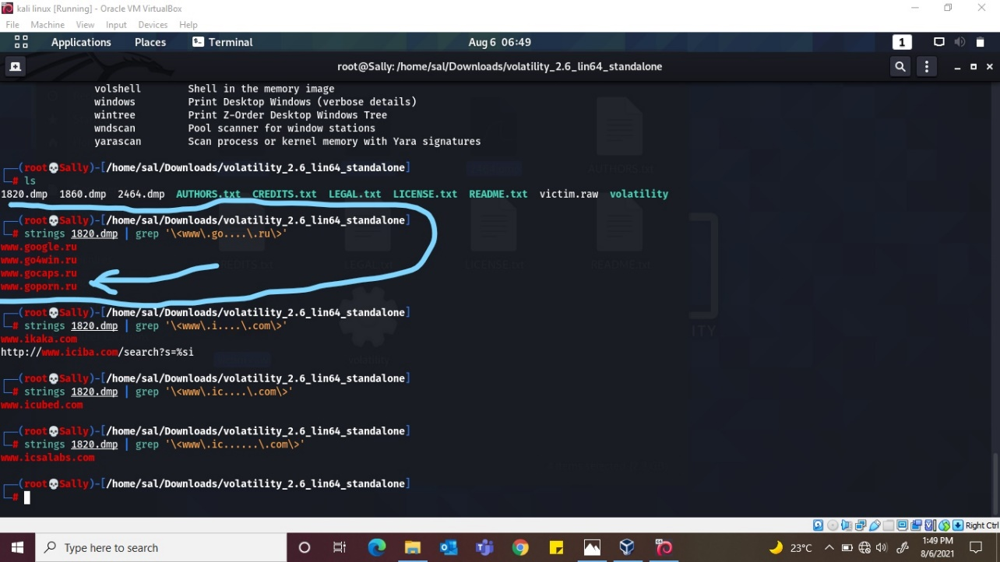 kali linux [Running] - Oracle VM VirtualBox
File Machine View Input Devices Help
Applications Places Terminal Aug 6 06:49 1
root@Sally: /home/sal/Downloads/volatility_2.6_lin64_standalone
volshell Shell in the memory image
windows Print Desktop Windows (verbose details)
wintree Print Z-Order Desktop Windows Tree
wndscan Pool scanner for window stations
yarascan Scan process or kernel memory with Yara signatures
(root💀Sally)-[/home/sal/Downloads/volatility_2.6_lin64_standalone]
# ls
1820.dmp 1860.dmp 2464.dmp AUTHORS.txt CREDITS.txt LEGAL.txt LICENSE.txt README.txt victim.raw volatility
(root💀Sally)-[/home/sal/Downloads/volatility_2.6_lin64_standalone]
# strings 1820.dmp | grep '\<www\.go....\.ru\>'
www.google.ru
www.go4win.ru
www.gocaps.ru
www.goporn.ru
(root💀Sally)-[/home/sal/Downloads/volatility_2.6_lin64_standalone]
# strings 1820.dmp | grep '\<www\.i....\.com\>'
www.ikaka.com
http://www.iciba.com/search?s=%si
(root💀Sally)-[/home/sal/Downloads/volatility_2.6_lin64_standalone]
# strings 1820.dmp | grep '\<www\.ic....\.com\>'
www.icubed.com
(root💀Sally)-[/home/sal/Downloads/volatility_2.6_lin64_standalone]
# strings 1820.dmp | grep '\<www\.ic......\.com\>'
www.icsalabs.com
(root💀Sally)-[/home/sal/Downloads/volatility_2.6_lin64_standalone]
#
Right Ctrl
Type here to search
23°C
1:49 PM
8/6/2021